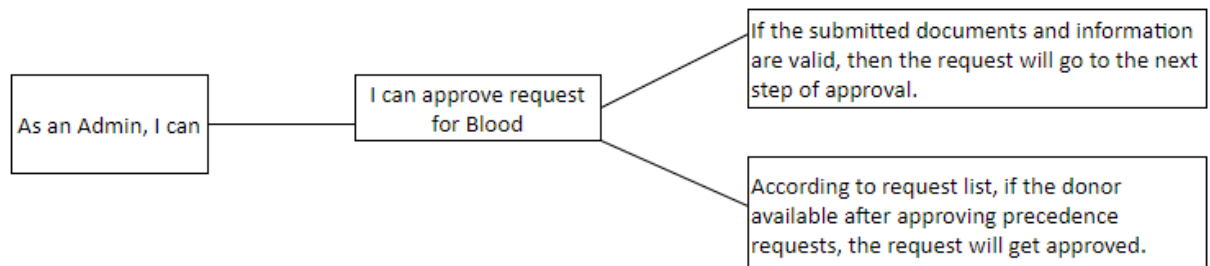 As an Admin, I can
I can approve request
for Blood
If the submitted documents and information
are valid, then the request will go to the next
step of approval.
According to request list, if the donor
available after approving precedence
requests, the request will get approved.